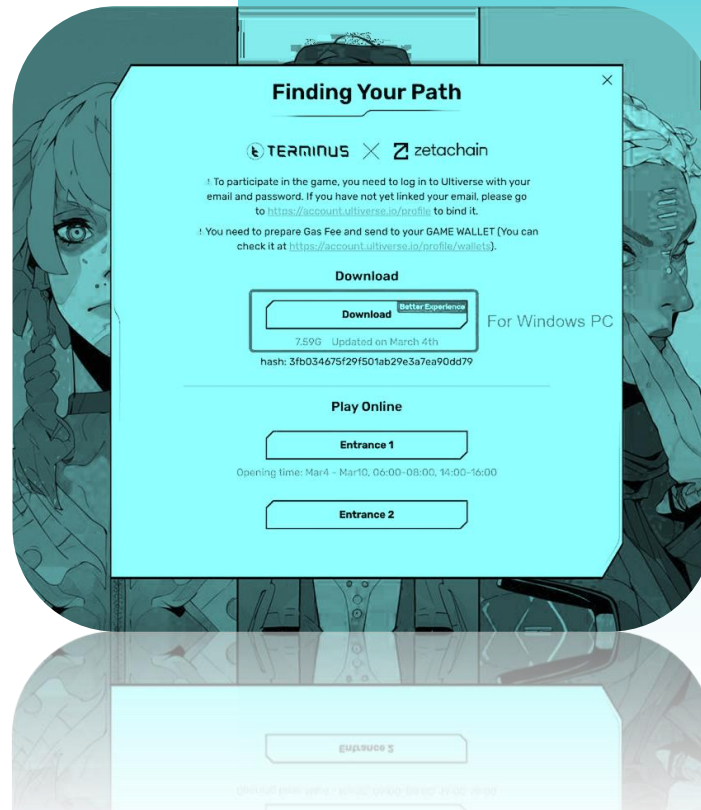 Finding Your Path
TERMINUS zetachain
! To participate in the game, you need to log in to Ultiverse with your
email and password. If you have not yet linked your email, please go
to https://account.ultiverse.io/profile to bind it.
! You need to prepare Gas Fee and send to your GAME WALLET (You can
check it at https://account.ultiverse.io/profile/wallets).
Download
Better Experience
Download
For Windows PC
7.59G Updated on March 4th
hash: 3fb034675f29f501ab29e3a7ea90dd79
Play Online
Entrance 1
Opening time: Mar4 - Mar10, 06:00-08:00, 14:00-16:00
Entrance 2